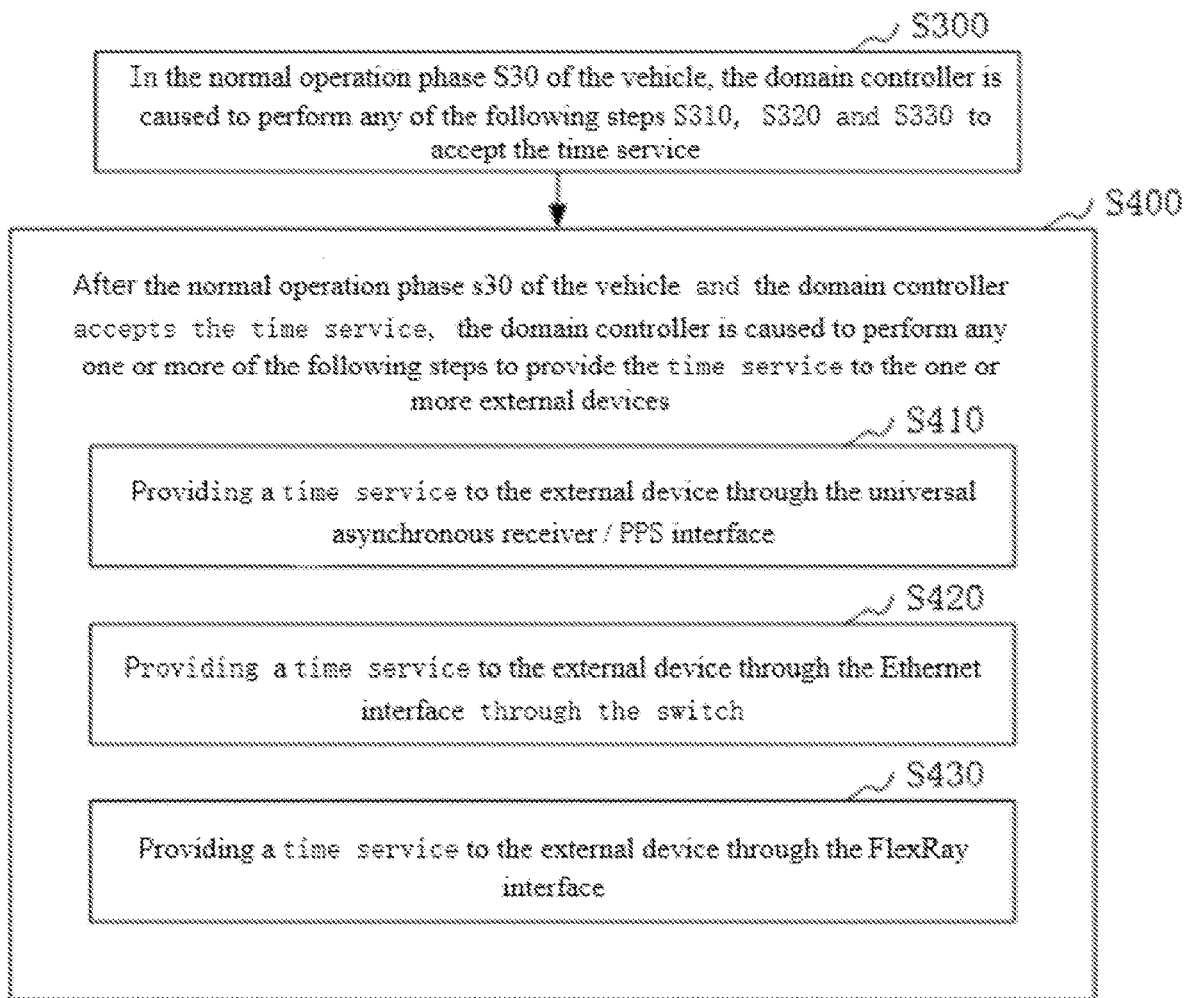 S300
In the normal operation phase S30 of the vehicle, the domain controller is
caused to perform any of the following steps S310, S320 and S330 to
accept the time service
S400
After the normal operation phase s30 of the vehicle and the domain controller
accepts the time service, the domain controller is caused to perform any
one or more of the following steps to provide the time service to the one or
more external devices
S410
Providing a time service to the external device through the universal
asynchronous receiver / PPS interface
S420
Providing a time service to the external device through the Ethernet
interface through the switch
S430
Providing a time service to the external device through the FlexRay
interface